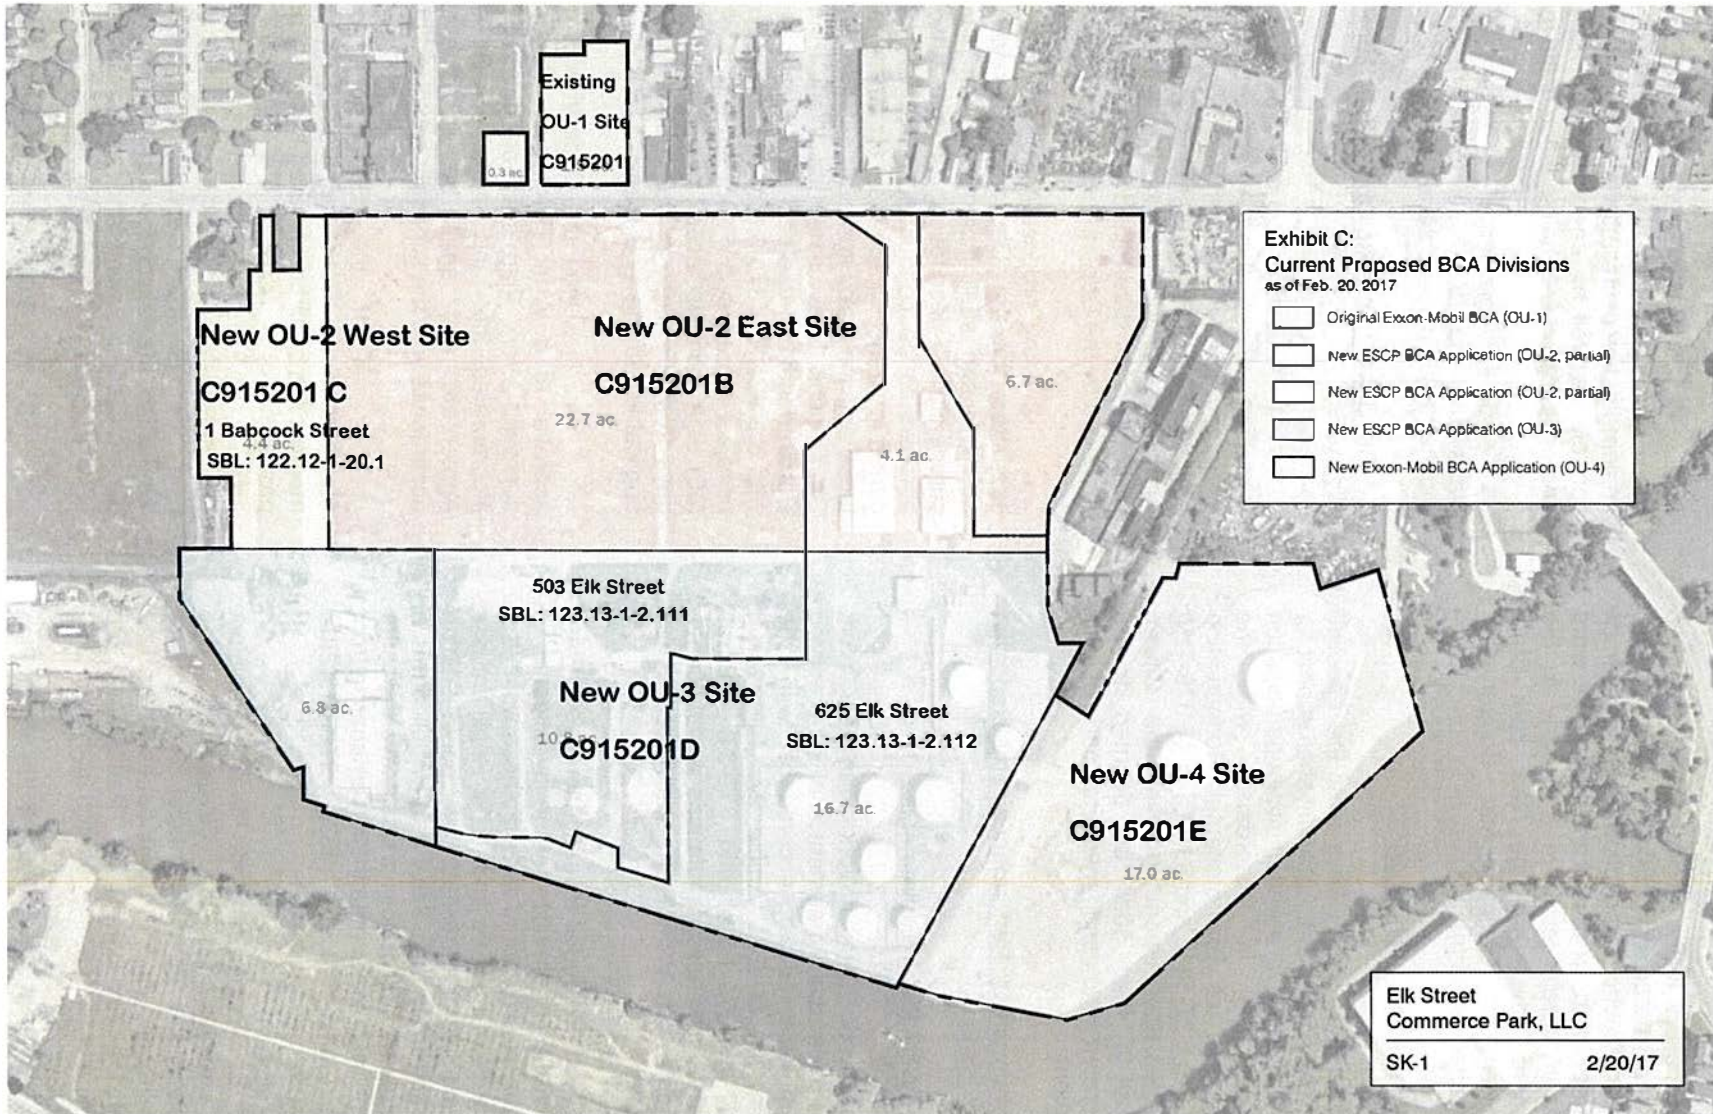 Existing
OU-1 Site
C915201
0.3 ac.
Exhibit C:
Current Proposed BCA Divisions
as of Feb. 20. 2017
Original Exxon-Mobil BCA (OU-1)
New ESCP BCA Application (OU-2, partial)
New ESCP BCA Application (OU-2, partial)
New ESCP BCA Application (OU-3)
New Exxon-Mobil BCA Application (OU-4)
New OU-2 West Site
C915201 C
1 Babcock Street
4.4 ac.
SBL: 122.12-1-20.1
New OU-2 East Site
C915201B
22.7 ac.
6.7 ac.
4.1 ac.
503 Elk Street
SBL: 123.13-1-2.111
New OU-3 Site
C915201D
6.8 ac.
625 Elk Street
SBL: 123.13-1-2.112
16.7 ac.
New OU-4 Site
C915201E
17.0 ac.
Elk Street
Commerce Park, LLC
SK-1 2/20/17